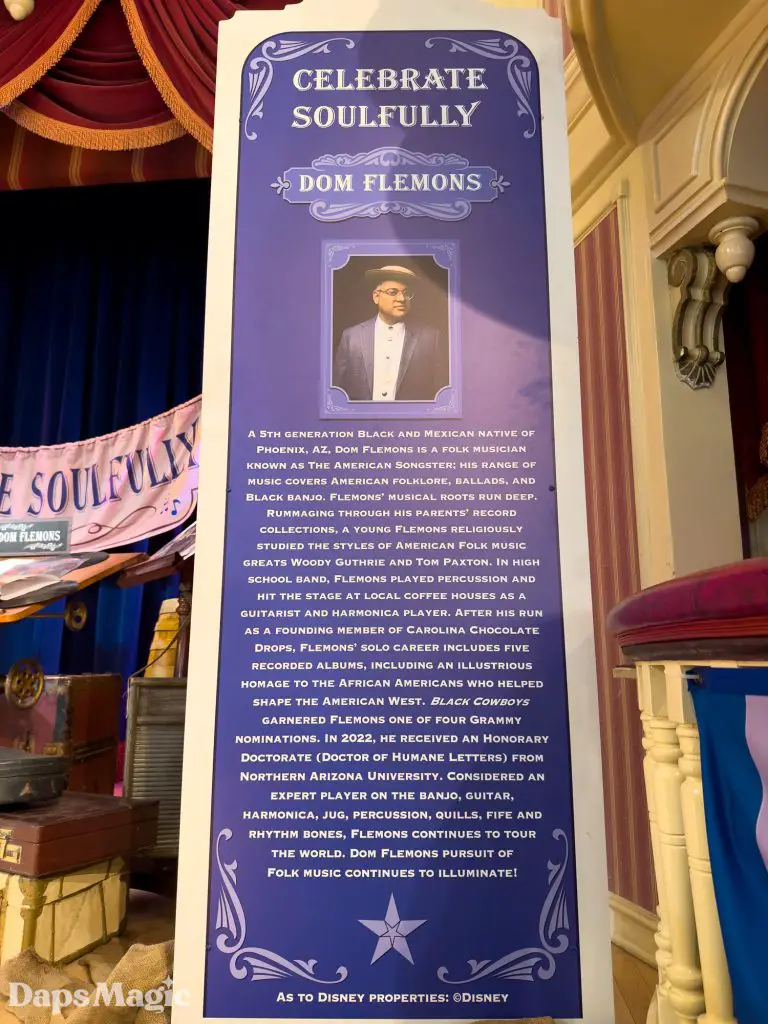 CELEBRATE
SOULFULLY
DOM FLEMONS
A 5TH GENERATION BLACK AND MEXICAN NATIVE OF
PHOENIX, AZ, DOM FLEMONS IS A FOLK MUSICIAN
KNOWN AS THE AMERICAN SONGSTER; HIS RANGE OF
MUSIC COVERS AMERICAN FOLKLORE, BALLADS, AND
BLACK BANJO. FLEMONS' MUSICAL ROOTS RUN DEEP.
RUMMAGING THROUGH HIS PARENTS' RECORD
COLLECTIONS, A YOUNG FLEMONS RELIGIOUSLY
STUDIED THE STYLES OF AMERICAN FOLK MUSIC
GREATS WOODY GUTHRIE AND TOM PAXTON. IN HIGH
SCHOOL BAND, FLEMONS PLAYED PERCUSSION AND
HIT THE STAGE AT LOCAL COFFEE HOUSES AS A
GUITARIST AND HARMONICA PLAYER. AFTER HIS RUN
AS A FOUNDING MEMBER OF CAROLINA CHOCOLATE
DROPS, FLEMONS' SOLO CAREER INCLUDES FIVE
RECORDED ALBUMS, INCLUDING AN ILLUSTRIOUS
HOMAGE TO THE AFRICAN AMERICANS WHO HELPED
SHAPE THE AMERICAN WEST. BLACK COWBOYS
GARNERED FLEMONS ONE OF FOUR GRAMMY
NOMINATIONS. IN 2022, HE RECEIVED AN HONORARY
DOCTORATE (DOCTOR OF HUMANE LETTERS) FROM
NORTHERN ARIZONA UNIVERSITY. CONSIDERED AN
EXPERT PLAYER ON THE BANJO, GUITAR,
HARMONICA, JUG, PERCUSSION, QUILLS, FIFE AND
RHYTHM BONES, FLEMONS CONTINUES TO TOUR
THE WORLD. DOM FLEMONS PURSUIT OF
FOLK MUSIC CONTINUES TO ILLUMINATE!
AS TO DISNEY PROPERTIES: ©DISNEY
E SOULFULLY
DOM FLEMONS
DapsMagic